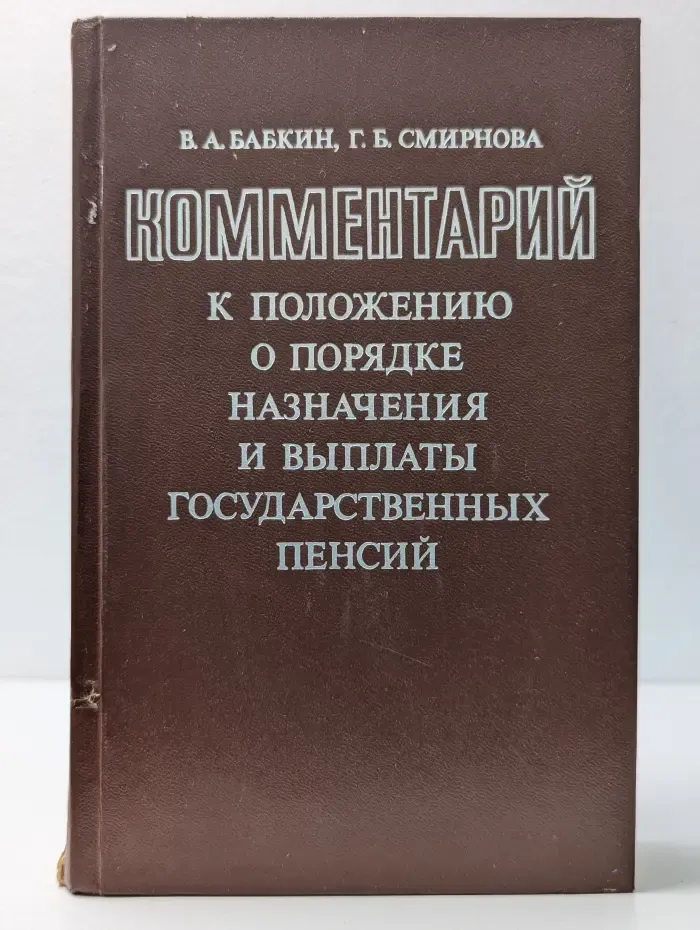 В. А. БАБКИН, Г. Б. СМИРНОВА
КОММЕНТАРИЙ
К ПОЛОЖЕНИЮ
О ПОРЯДКЕ
НАЗНАЧЕНИЯ
И ВЫПЛАТЫ
ГОСУДАРСТВЕННЫХ
ПЕНСИЙ